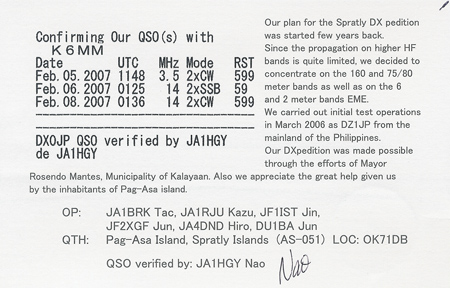 Our plan for the Spratly DX pedition
was started few years back.
Since the propagation on higher HF
bands is quite limited, we decided to
concentrate on the 160 and 75/80
meter bands as well as on the 6
and 2 meter bands EME.
We carried out initial test operations
in March 2006 as DZ1JP from the
mainland of the Philippines.
Our DXpedition was made possible
through the efforts of Mayor
Confirming Our QSO(s) with
K6MM
Date UTC MHz Mode RST
Feb.05.2007 1148 3.5 2xCW 599
Feb.06.2007 0125 14 2xSSB 59
Feb.08.2007 0136 14 2xCW 599
DX0JP QSO verified by JA1HGY
de JA1HGY
Rosendo Mantes, Municipality of Kalayaan. Also we appreciate the great help given us
by the inhabitants of Pag-Asa island.
OP: JA1BRK Tac, JA1RJU Kazu, JF1IST Jin,
JF2XGF Jun, JA4DND Hiro, DU1BA Jun
QTH: Pag-Asa Island, Spratly Islands (AS-051) LOC: OK71DB
QSO verified by: JA1HGY Nao Nao